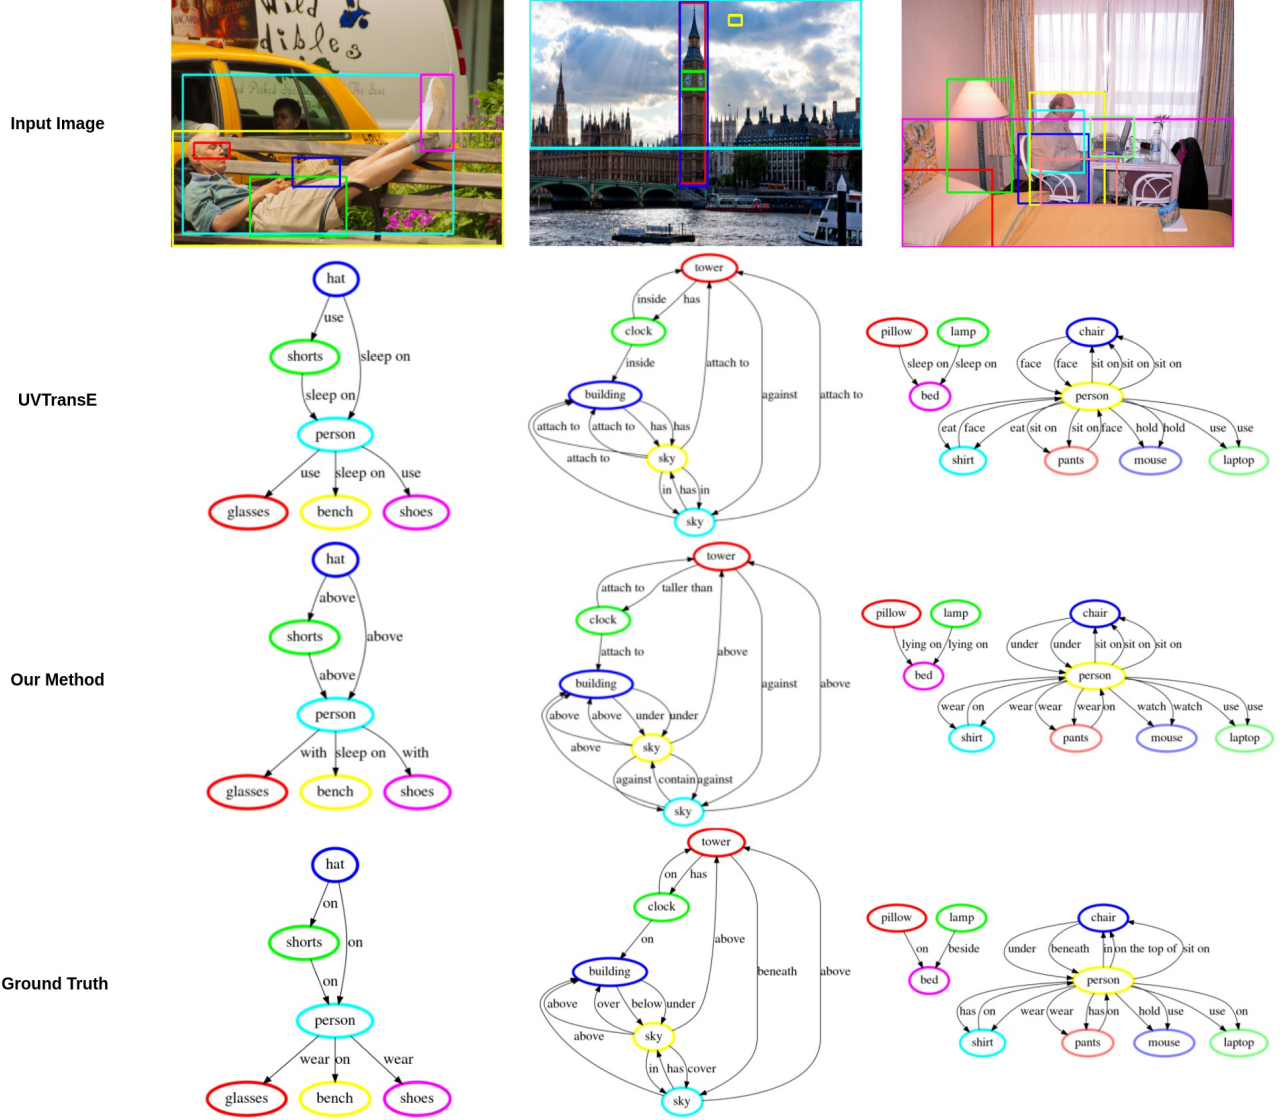 Input Image
BACARD
Wild
dibles
UVTransE
hat
use
shorts
sleep on
sleep on
person
use sleep on use
glasses bench shoes
tower
inside has
clock
inside attach to
building against attach to
attach to attach to has has
attach to sky
in has in
sky
pillow lamp chair
sleep on sleep on face face sit on sit on sit on
bed person
eat face eat sit on sit on face hold hold use use
shirt pants mouse laptop
Our Method
hat
above
shorts above
above
person
with sleep on with
glasses bench shoes
tower
attach to taller than
clock
attach to above
building against above
above above under under
above sky
against contain against
sky
pillow lamp chair
lying on lying on under under sit on sit on sit on
bed person
wear on wear wear wear on watch watch use use
shirt pants mouse laptop
Ground Truth
hat
on
shorts on
on
person
wear on wear
glasses bench shoes
tower
on has
clock
on above
building beneath above
above over below under
above sky
in has cover
sky
pillow lamp chair
on beside under beneath in on the top of sit on
bed person
has on wear wear has on hold use use on
shirt pants mouse laptop